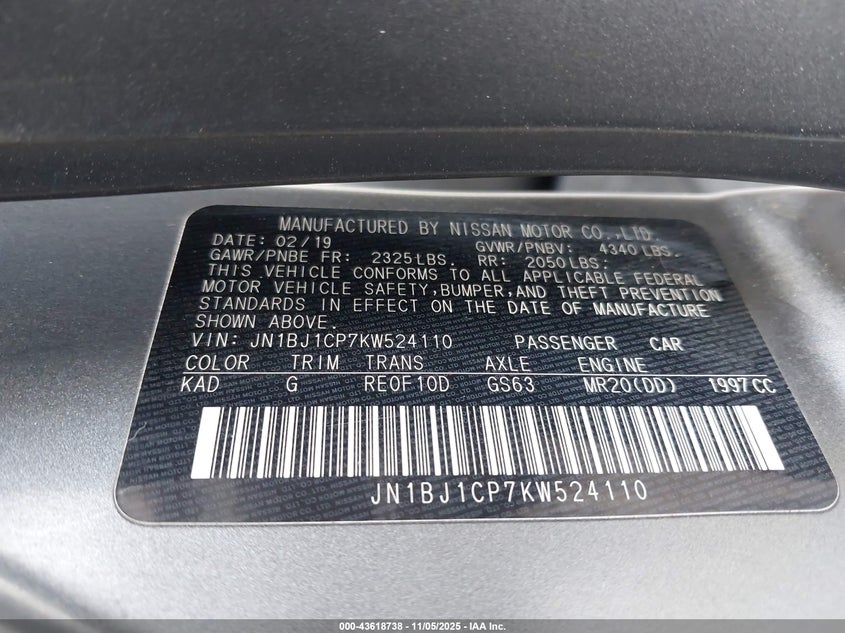 MANUFACTURED BY NISSAN MOTOR CO.,LTD.
DATE: 02/19 GVWR/PNBV: 4340 LBS.
GAWR/PNBE FR: 2325 LBS. RR: 2050 LBS.
THIS VEHICLE CONFORMS TO ALL APPLICABLE FEDERAL
MOTOR VEHICLE SAFETY, BUMPER, AND THEFT PREVENTION
STANDARDS IN EFFECT ON THE DATE OF MANUFACTURE
SHOWN ABOVE.
VIN: JN1BJ1CP7KW524110 PASSENGER CAR
COLOR TRIM TRANS AXLE ENGINE
KAD G RE0F10D GS63 MR20(DD) 1997 CC
JN1BJ1CP7KW524110
000-43618738 - 11/05/2025 - IAA Inc.